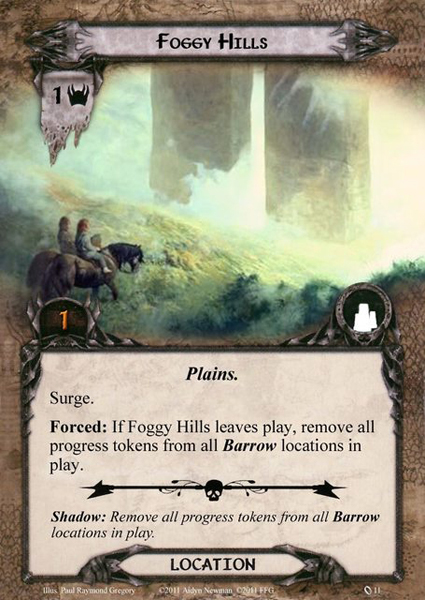 Foggy Hills
1
1
Plains.
Surge.
Forced: If Foggy Hills leaves play, remove all
progress tokens from all Barrow locations in
play.
Shadow: Remove all progress tokens from all Barrow
locations in play.
LOCATION
Illus. Paul Raymond Gregory ©2011 Aidyn Newman ©2011 FFG 11